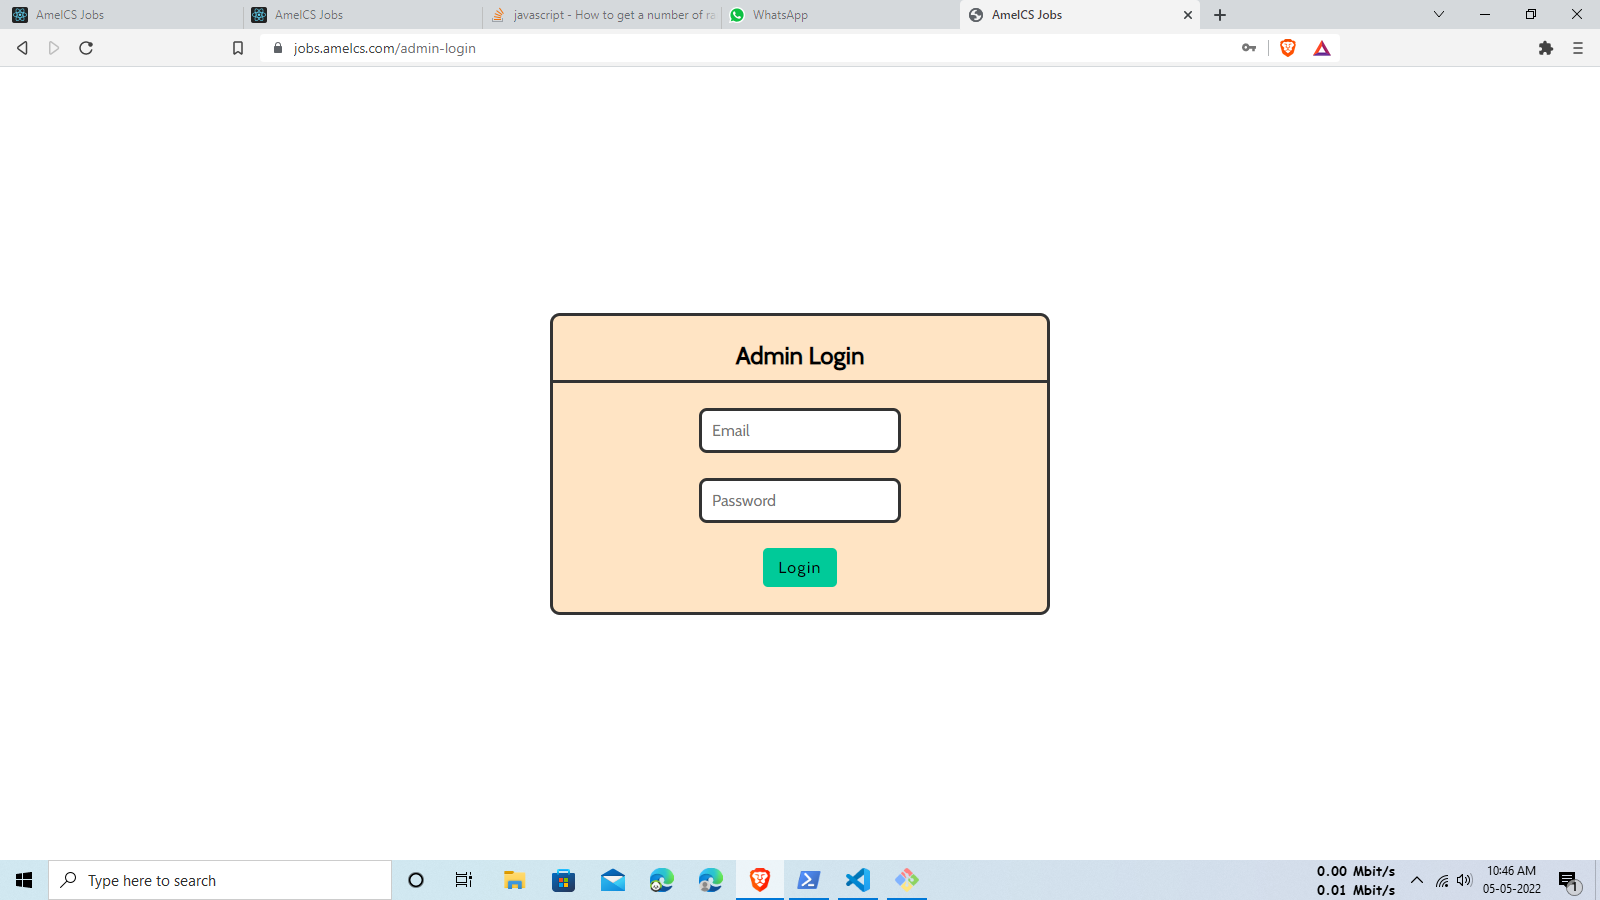 AmelCS Jobs
AmelCS Jobs
javascript - How to get a number of ra
WhatsApp
AmelCS Jobs
jobs.amelcs.com/admin-login
Admin Login
Email
Password
Login
Type here to search
0.00 Mbit/s
0.01 Mbit/s
10:46 AM
05-05-2022
1